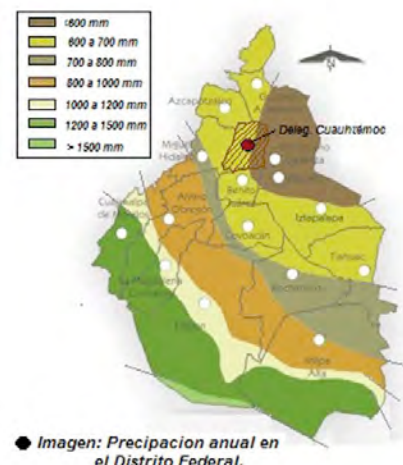 <600 mm
600 a 700 mm
700 a 800 mm
800 a 1000 mm
1000 a 1200 mm
1200 a 1500 mm
> 1500 mm
N
Azcapotzalco
Deleg. Cuauhtémoc
Miguel
Hidalgo
Benito
Juárez
Cuajimalpa
de Morelos
Alvaro
Obregón
Iztapalapa
Coyoacán
Tlahuac
La Magdalena
Contreras
Xochimilco
Tlalpan
Milpa
Alta
Imagen: Precipacion anual en
el Distrito Federal.